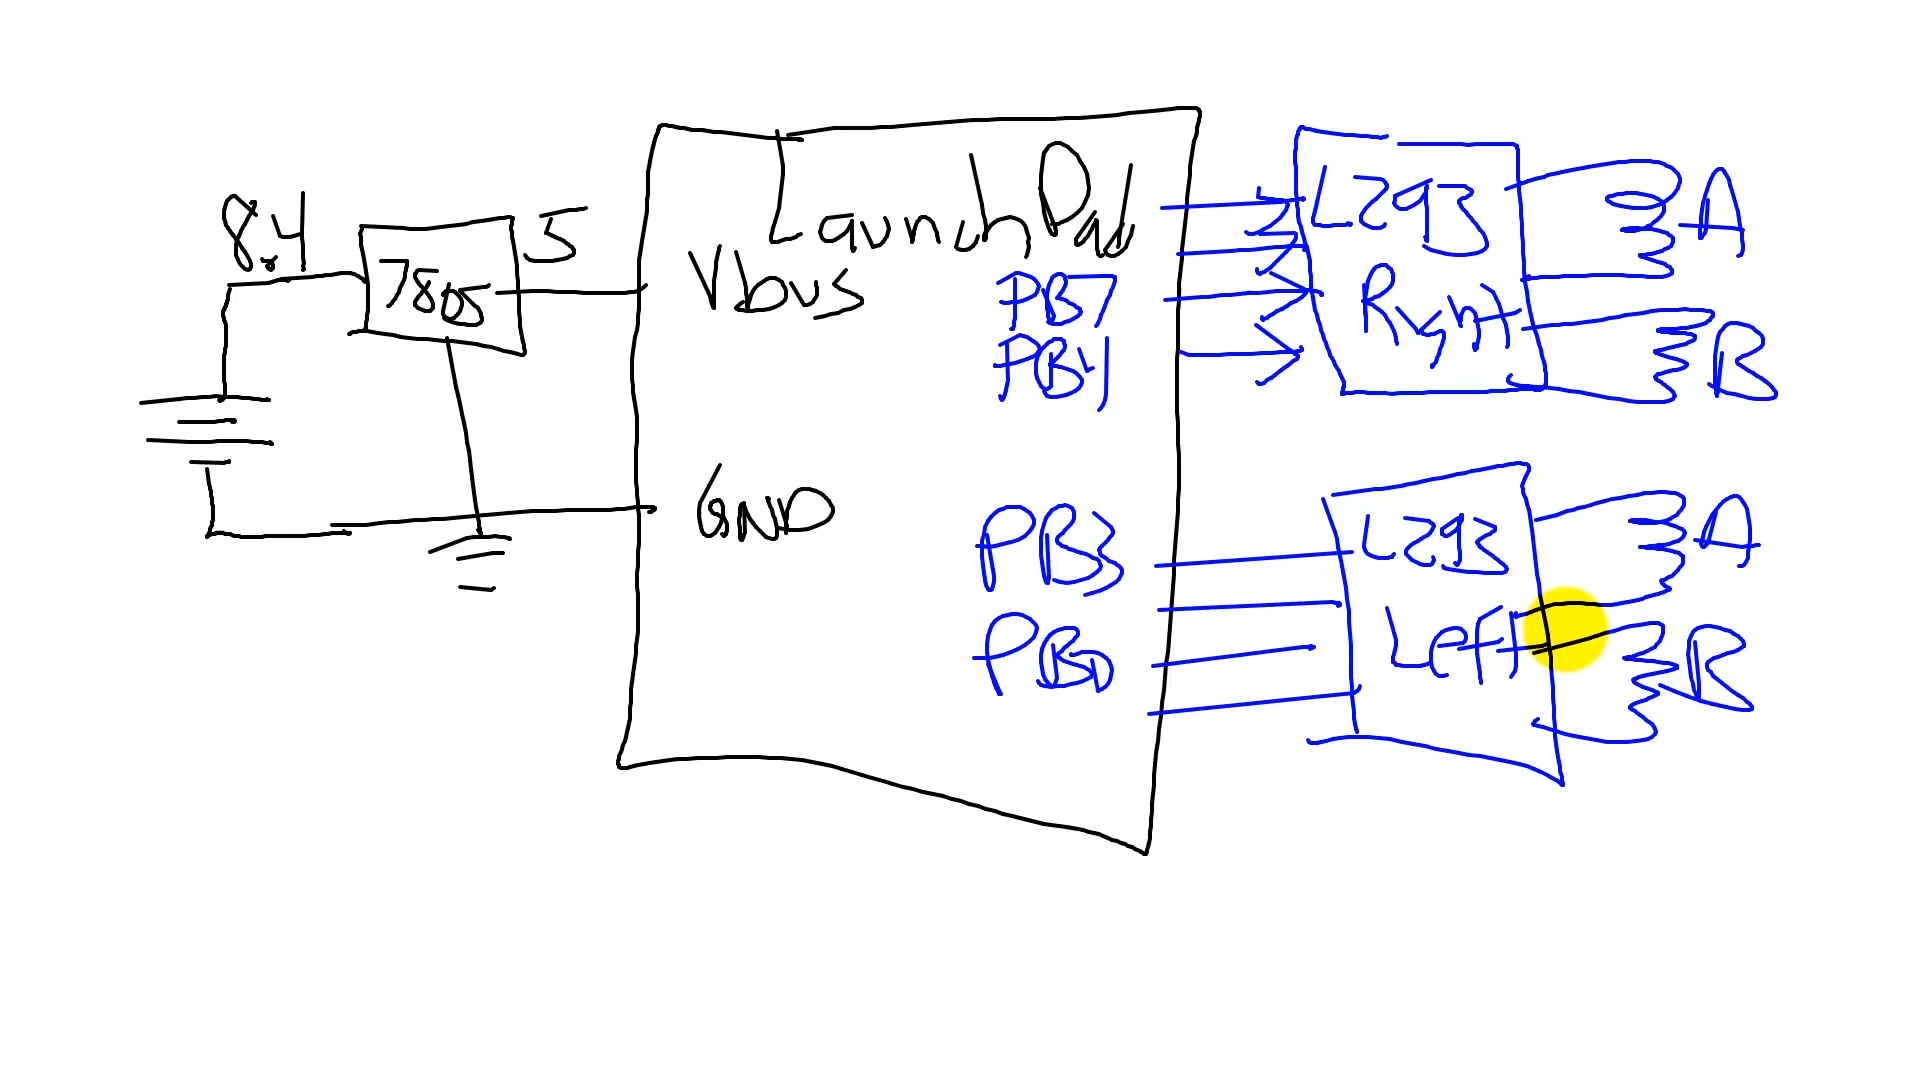 8.4
7805
5
LaunchPad
Vbus
GND
PB7
PB4
PB3
PB0
L293
Right
A
B
L293
Left
A
B